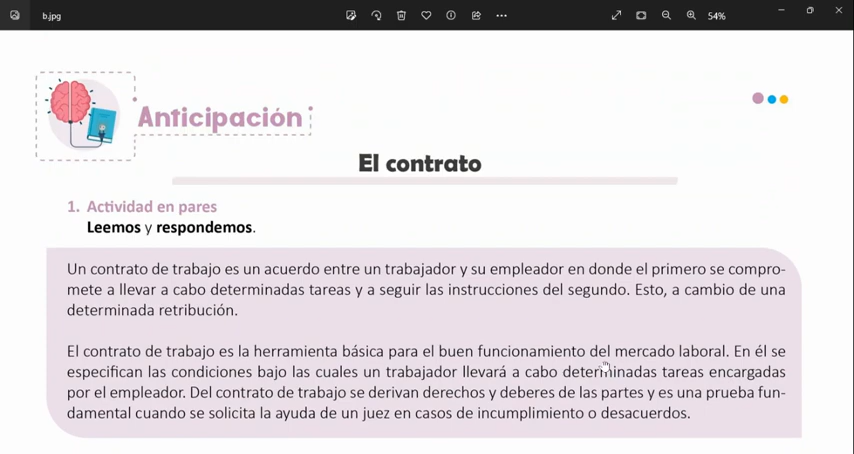 b.jpg
54%
Anticipación
El contrato
1. Actividad en pares
Leemos y respondemos.
Un contrato de trabajo es un acuerdo entre un trabajador y su empleador en donde el primero se compro-
mete a llevar a cabo determinadas tareas y a seguir las instrucciones del segundo. Esto, a cambio de una
determinada retribución.
El contrato de trabajo es la herramienta básica para el buen funcionamiento del mercado laboral. En él se
especifican las condiciones bajo las cuales un trabajador llevará a cabo determinadas tareas encargadas
por el empleador. Del contrato de trabajo se derivan derechos y deberes de las partes y es una prueba fun-
damental cuando se solicita la ayuda de un juez en casos de incumplimiento o desacuerdos.